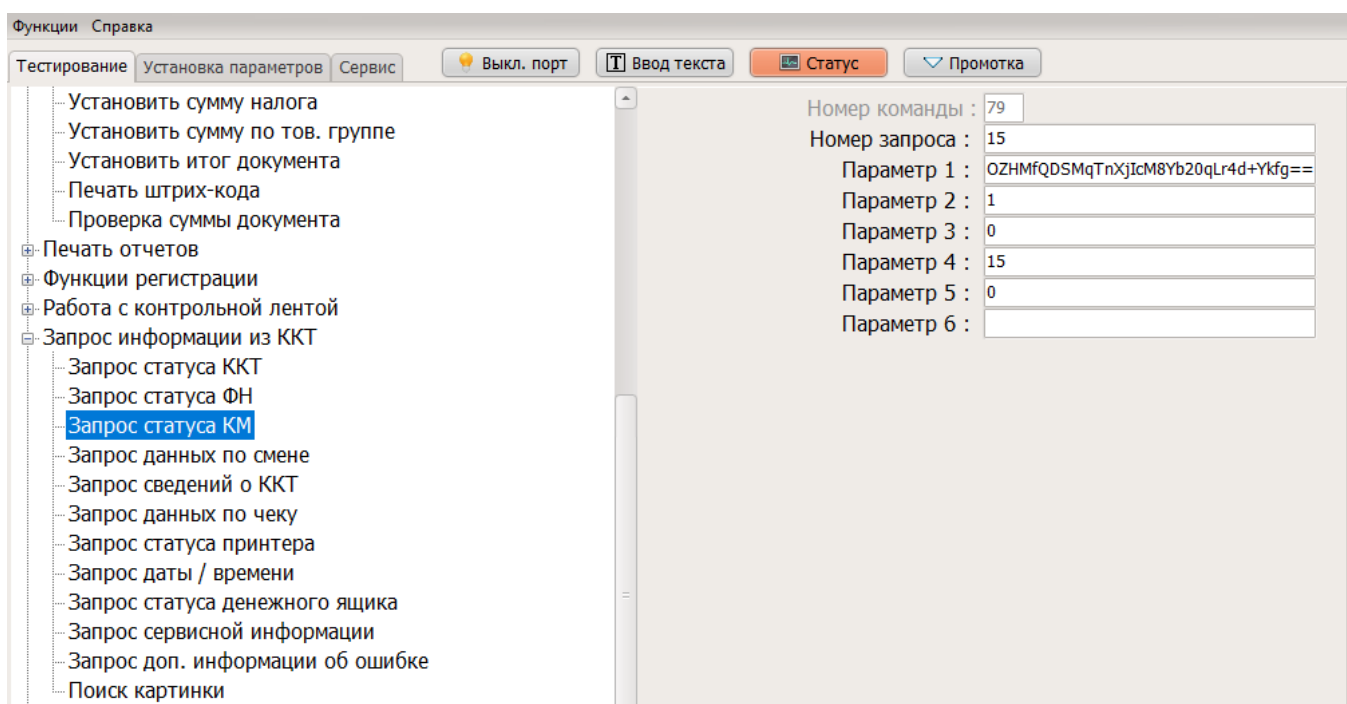 Функции Справка
Тестирование Установка параметров Сервис Выкл. порт T Ввод текста Статус Промотка
Установить сумму налога
Установить сумму по тов. группе
Установить итог документа
Печать штрих-кода
Проверка суммы документа
Печать отчетов
Функции регистрации
Работа с контрольной лентой
Запрос информации из ККТ
Запрос статуса ККТ
Запрос статуса ФН
Запрос статуса КМ
Запрос данных по смене
Запрос сведений о ККТ
Запрос данных по чеку
Запрос статуса принтера
Запрос даты / времени
Запрос статуса денежного ящика
Запрос сервисной информации
Запрос доп. информации об ошибке
Поиск картинки
Номер команды : 79
Номер запроса : 15
Параметр 1 : OZHMfQDSMqTnXjIcM8Yb20qLr4d+Ykfg==
Параметр 2 : 1
Параметр 3 : 0
Параметр 4 : 15
Параметр 5 : 0
Параметр 6 :